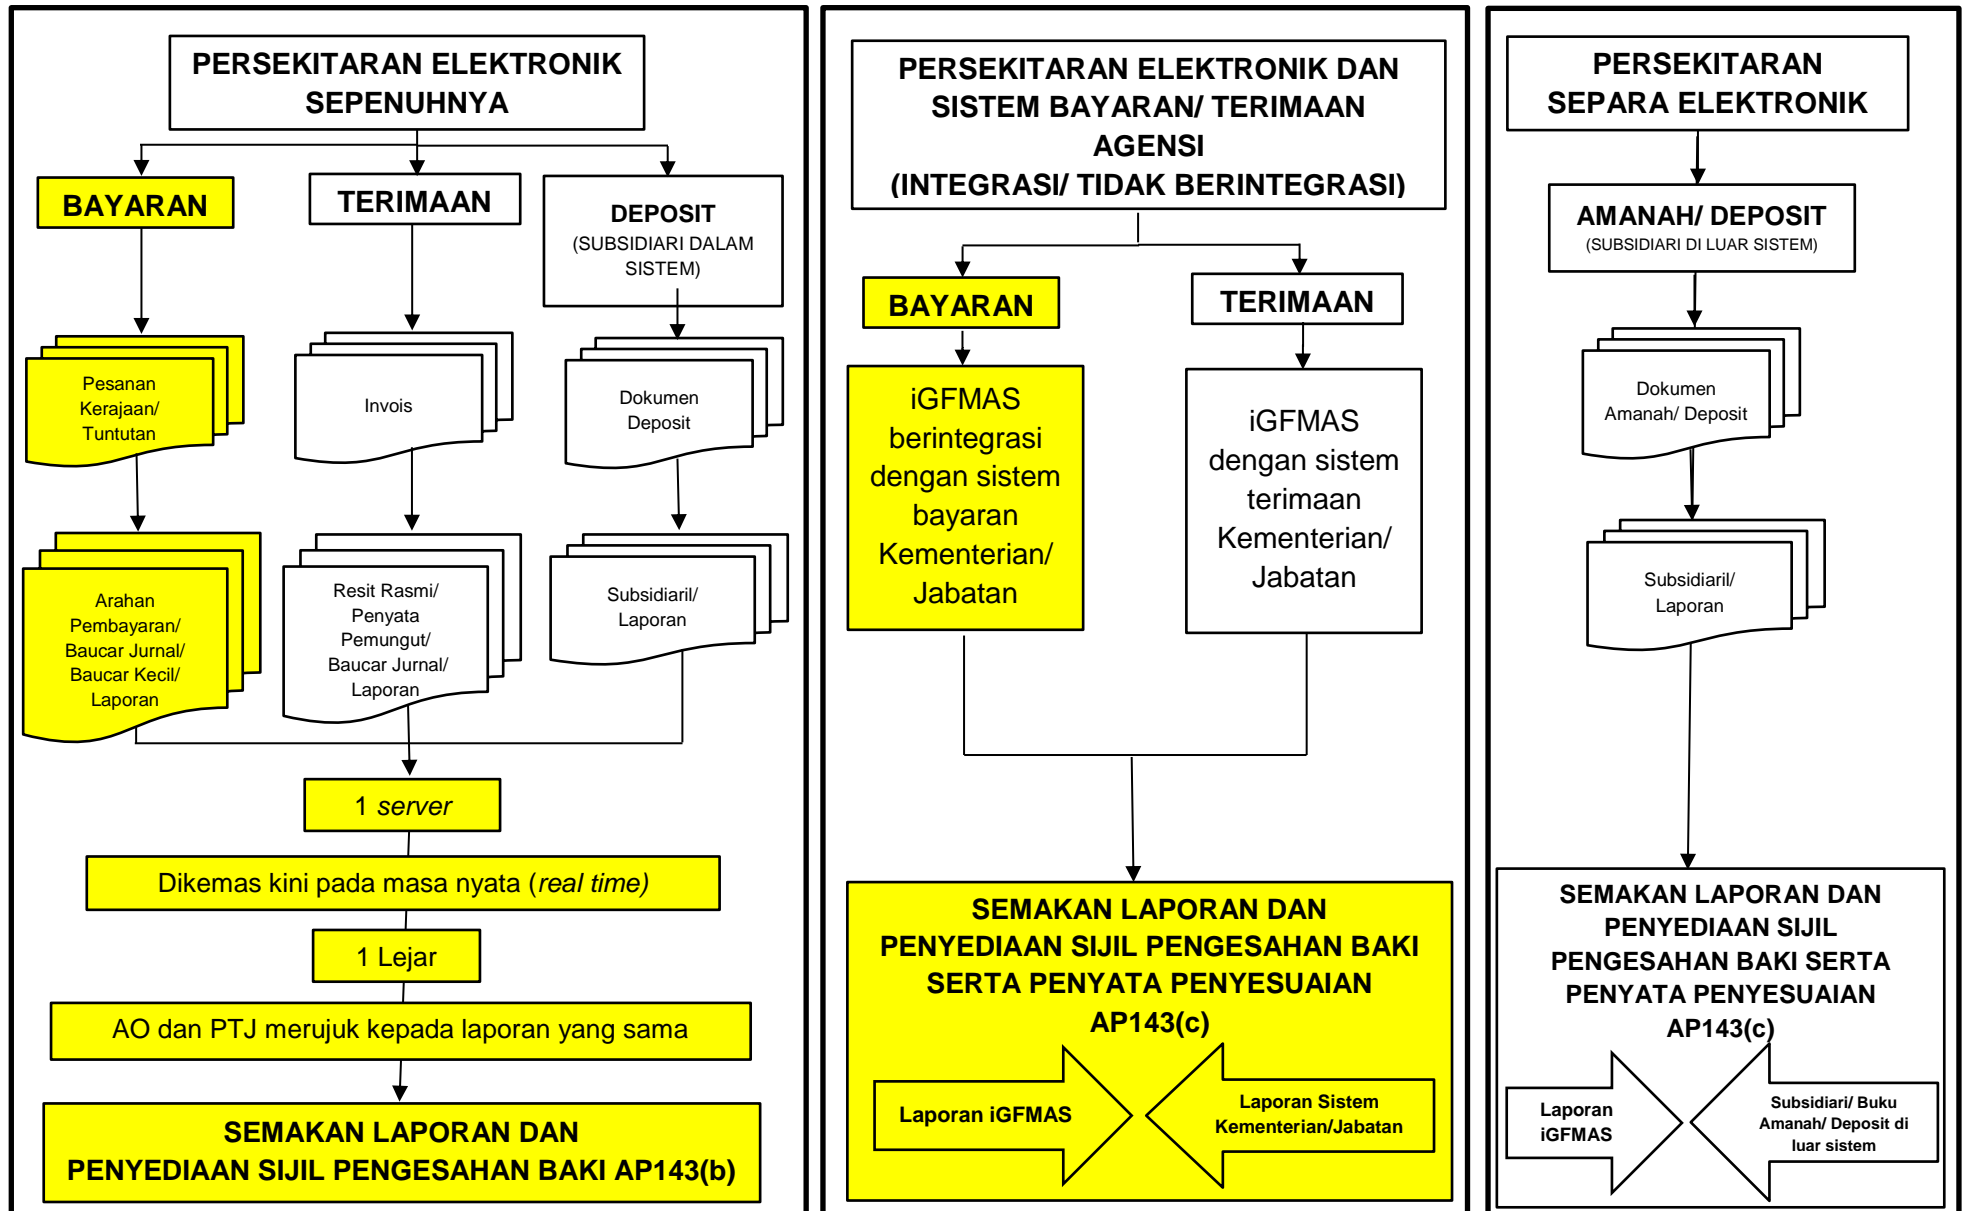 PERSEKITARAN ELEKTRONIK
SEPENUHNYA
BAYARAN
TERIMAAN
DEPOSIT
(SUBSIDIARI DALAM
SISTEM)
Pesanan
Kerajaan/
Tuntutan
Invois
Dokumen
Deposit
Arahan
Pembayaran/
Baucar Jurnal/
Baucar Kecil/
Laporan
Resit Rasmi/
Penyata
Pemungut/
Baucar Jurnal/
Laporan
Subsidiaril/
Laporan
1 server
Dikemas kini pada masa nyata (real time)
1 Lejar
AO dan PTJ merujuk kepada laporan yang sama
SEMAKAN LAPORAN DAN
PENYEDIAAN SIJIL PENGESAHAN BAKI AP143(b)
PERSEKITARAN ELEKTRONIK DAN
SISTEM BAYARAN/ TERIMAAN
AGENSI
(INTEGRASI/ TIDAK BERINTEGRASI)
BAYARAN
TERIMAAN
iGFMAS
berintegrasi
dengan sistem
bayaran
Kementerian/
Jabatan
iGFMAS
dengan sistem
terimaan
Kementerian/
Jabatan
SEMAKAN LAPORAN DAN
PENYEDIAAN SIJIL PENGESAHAN BAKI
SERTA PENYATA PENYESUAIAN
AP143(c)
Laporan iGFMAS
Laporan Sistem
Kementerian/Jabatan
PERSEKITARAN
SEPARA ELEKTRONIK
AMANAH/ DEPOSIT
(SUBSIDIARI DI LUAR SISTEM)
Dokumen
Amanah/ Deposit
Subsidiaril/
Laporan
SEMAKAN LAPORAN DAN
PENYEDIAAN SIJIL
PENGESAHAN BAKI SERTA
PENYATA PENYESUAIAN
AP143(c)
Laporan
iGFMAS
Subsidiari/ Buku
Amanah/ Deposit di
luar sistem